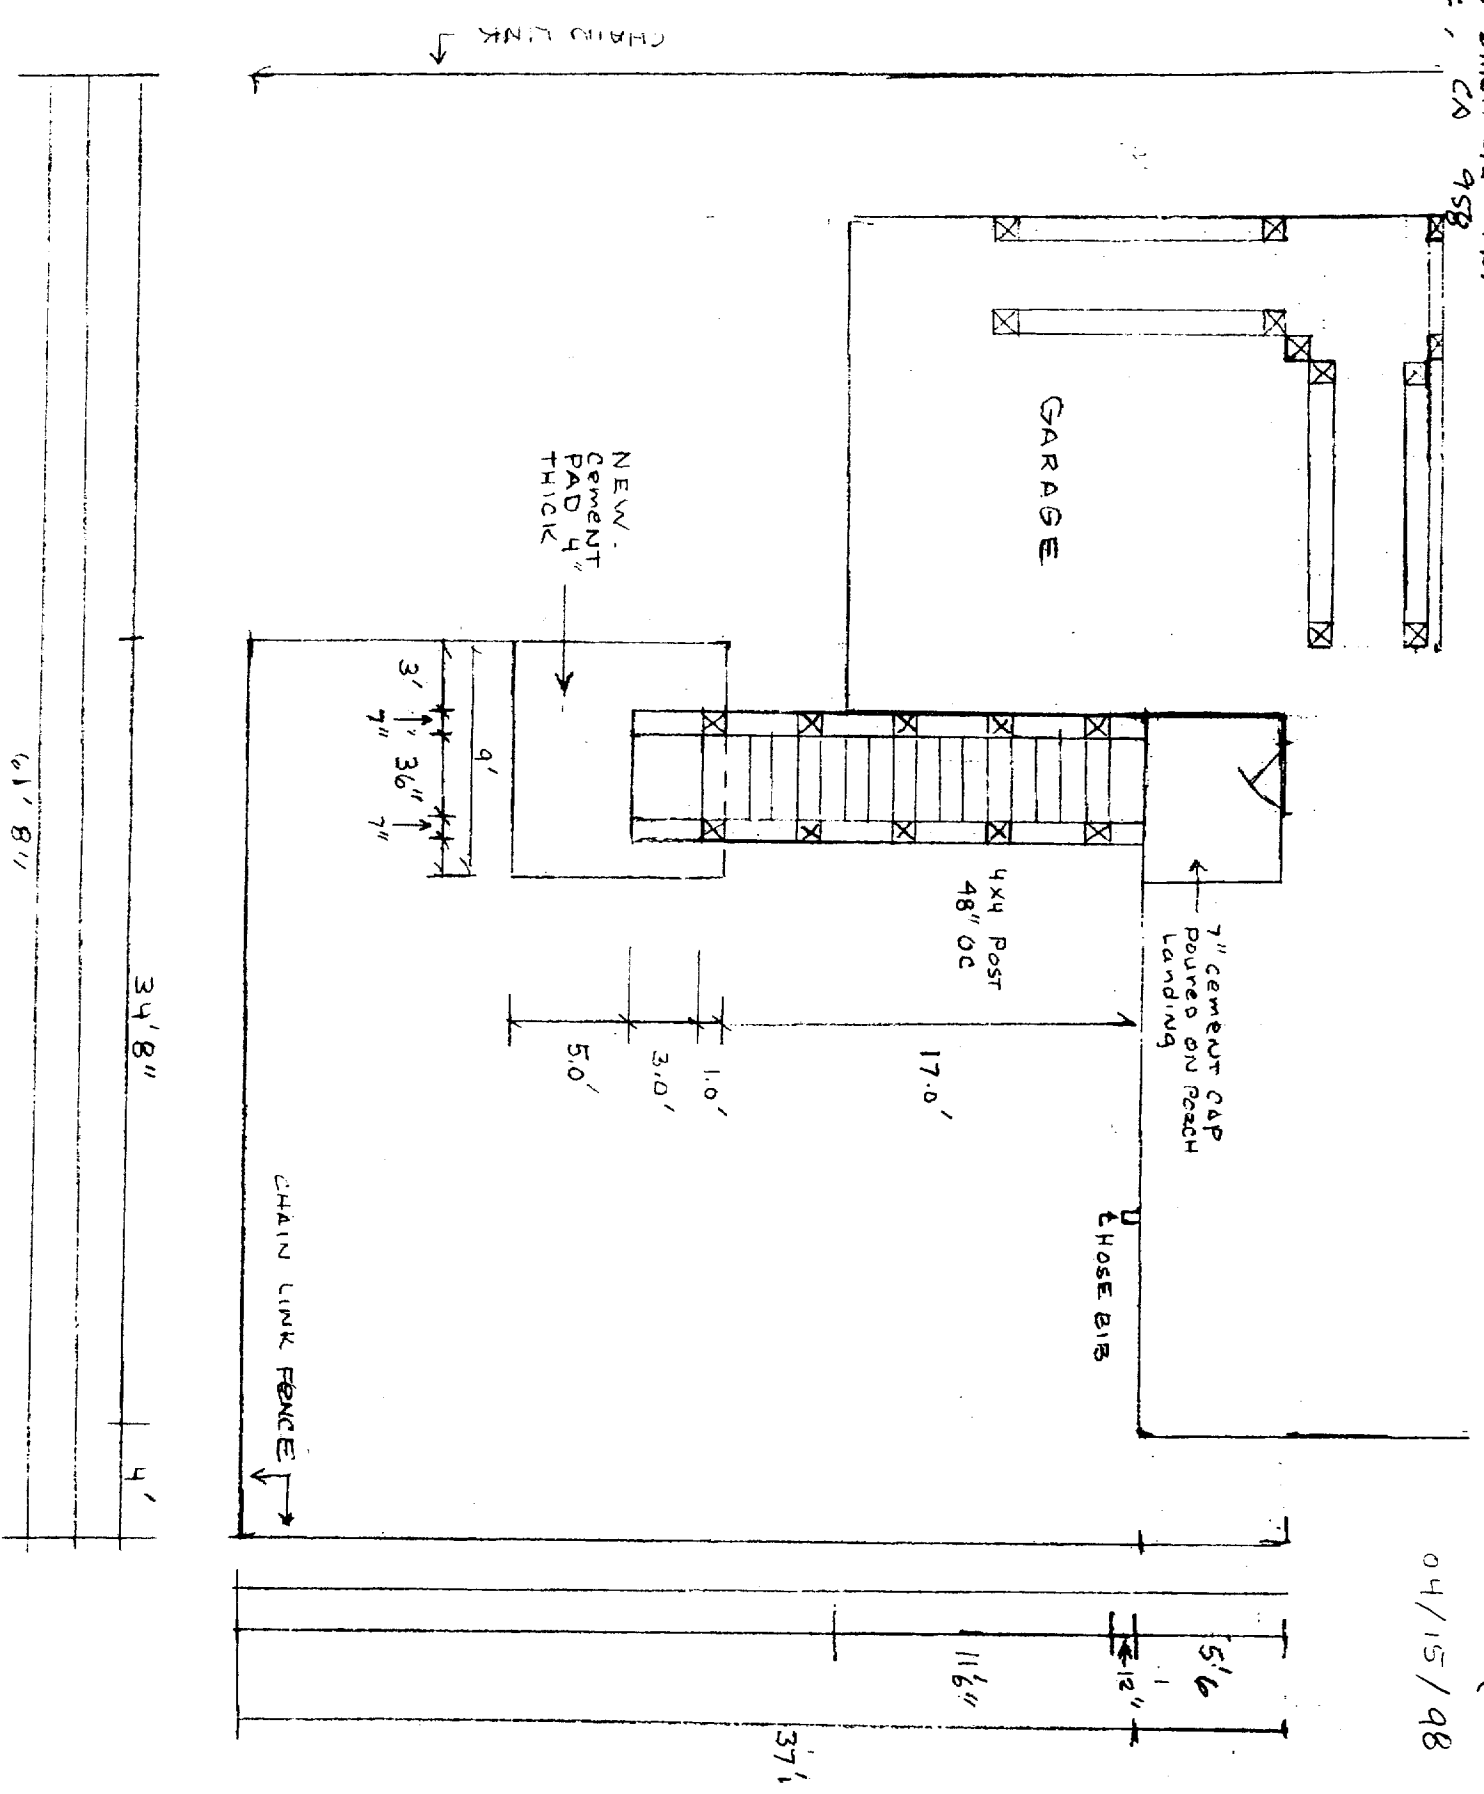 CA 958
04/15/98
CHAIN LINK
GARAGE
NEW.
CEMENT
PAD 4"
THICK
7" CEMENT CAP
POURED ON PORCH
LANDING
4x4 POST
48" OC
HOSE BIB
17.0'
1.0'
3.0'
5.0'
9'
3'
7"
36"
7"
CHAIN LINK FENCE
5'6
12"
11'6"
37'
34'8"
4'
61'8"